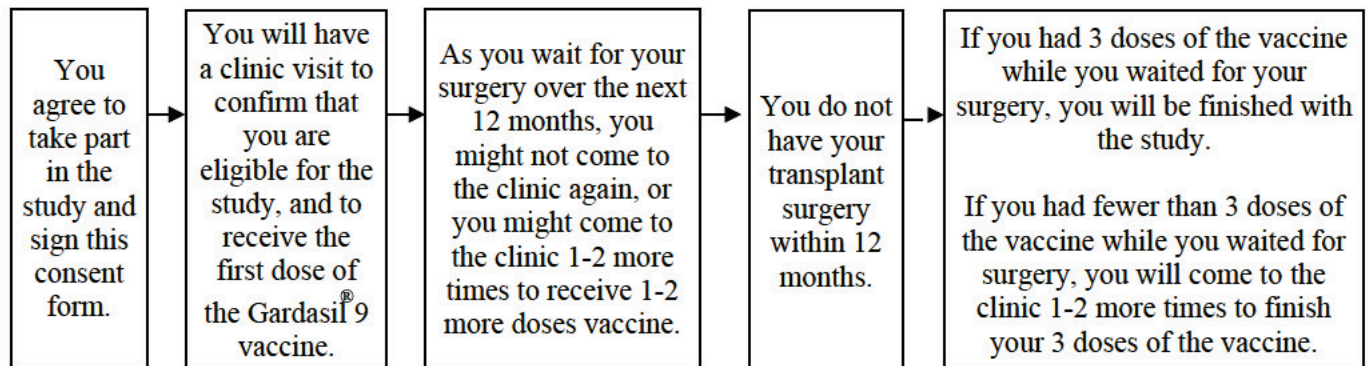 You
agree to
take part
in the
study and
sign this
consent
form.
You will have
a clinic visit to
confirm that
you are
eligible for the
study, and to
receive the
first dose of
the Gardasil® 9
vaccine.
As you wait for your
surgery over the next
12 months, you
might not come to
the clinic again, or
you might come to
the clinic 1-2 more
times to receive 1-2
more doses vaccine.
You do not
have your
transplant
surgery
within 12
months.
If you had 3 doses of the vaccine
while you waited for your
surgery, you will be finished with
the study.
If you had fewer than 3 doses of
the vaccine while you waited for
surgery, you will come to the
clinic 1-2 more times to finish
your 3 doses of the vaccine.